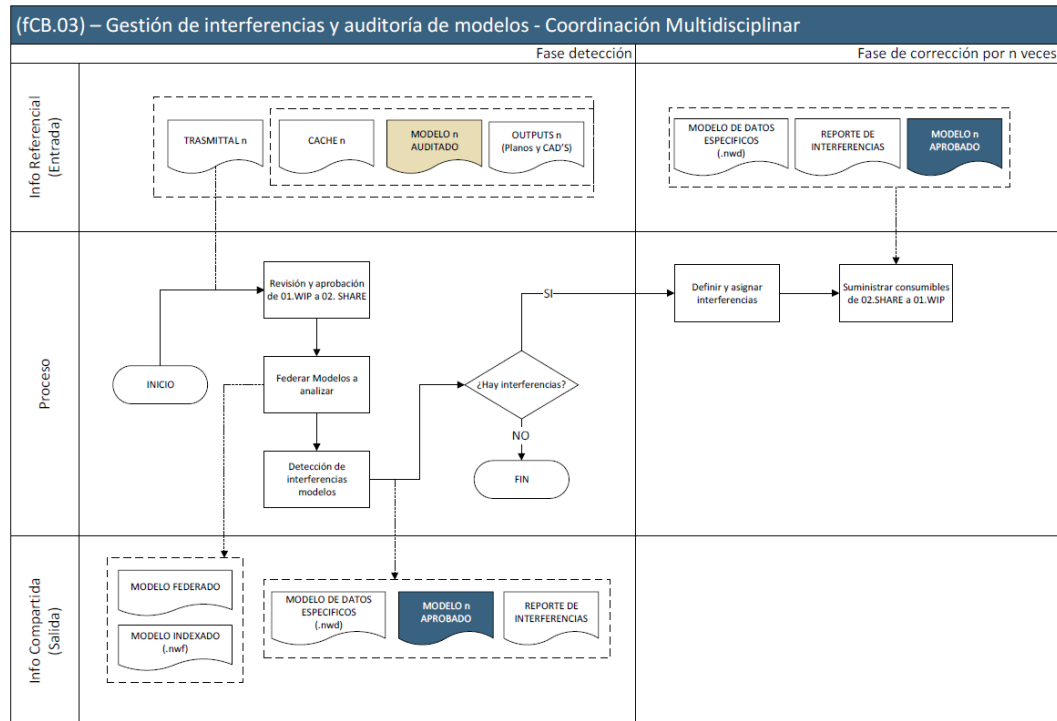 (fCB.03) – Gestión de interferencias y auditoría de modelos - Coordinación Multidisciplinar
Fase detección
Fase de corrección por n veces
Info Referencial
(Entrada)
TRASMITTAL n
CACHE n
MODELO n
AUDITADO
OUTPUTS n
(Planos y CAD'S)
MODELO DE DATOS
ESPECIFICOS
(.nwd)
REPORTE DE
INTERFERENCIAS
MODELO n
APROBADO
Proceso
INICIO
Revisión y aprobación
de 01.WIP a 02. SHARE
Federar Modelos a
analizar
Detección de
interferencias
modelos
¿Hay interferencias?
SI
NO
FIN
Definir y asignar
interferencias
Suministrar consumibles
de 02.SHARE a 01.WIP
Info Compartida
(Salida)
MODELO FEDERADO
MODELO INDEXADO
(.nwf)
MODELO DE DATOS
ESPECIFICOS
(.nwd)
MODELO n
APROBADO
REPORTE DE
INTERFERENCIAS